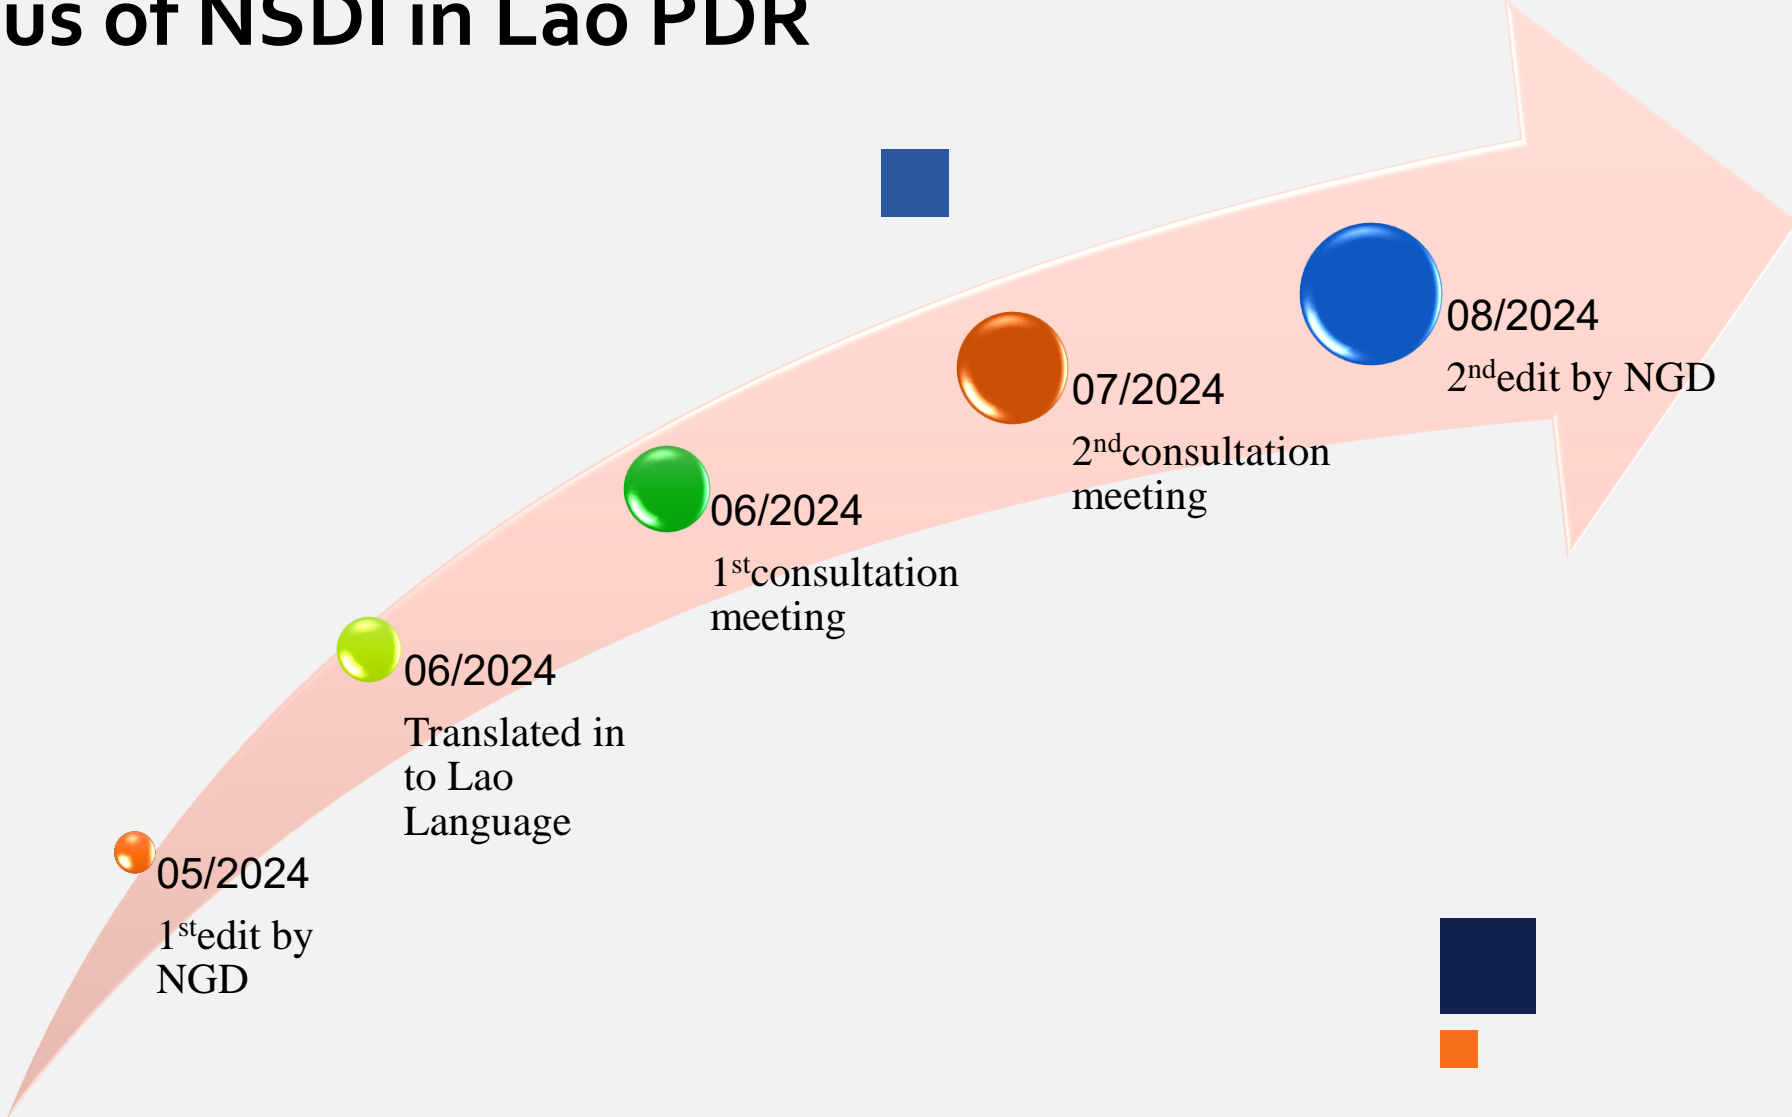 us of NSDI in Lao PDR
08/2024
2ndedit by NGD
07/2024
2ndconsultation
meeting
06/2024
1stconsultation
meeting
06/2024
Translated in
to Lao
Language
05/2024
1stedit by
NGD